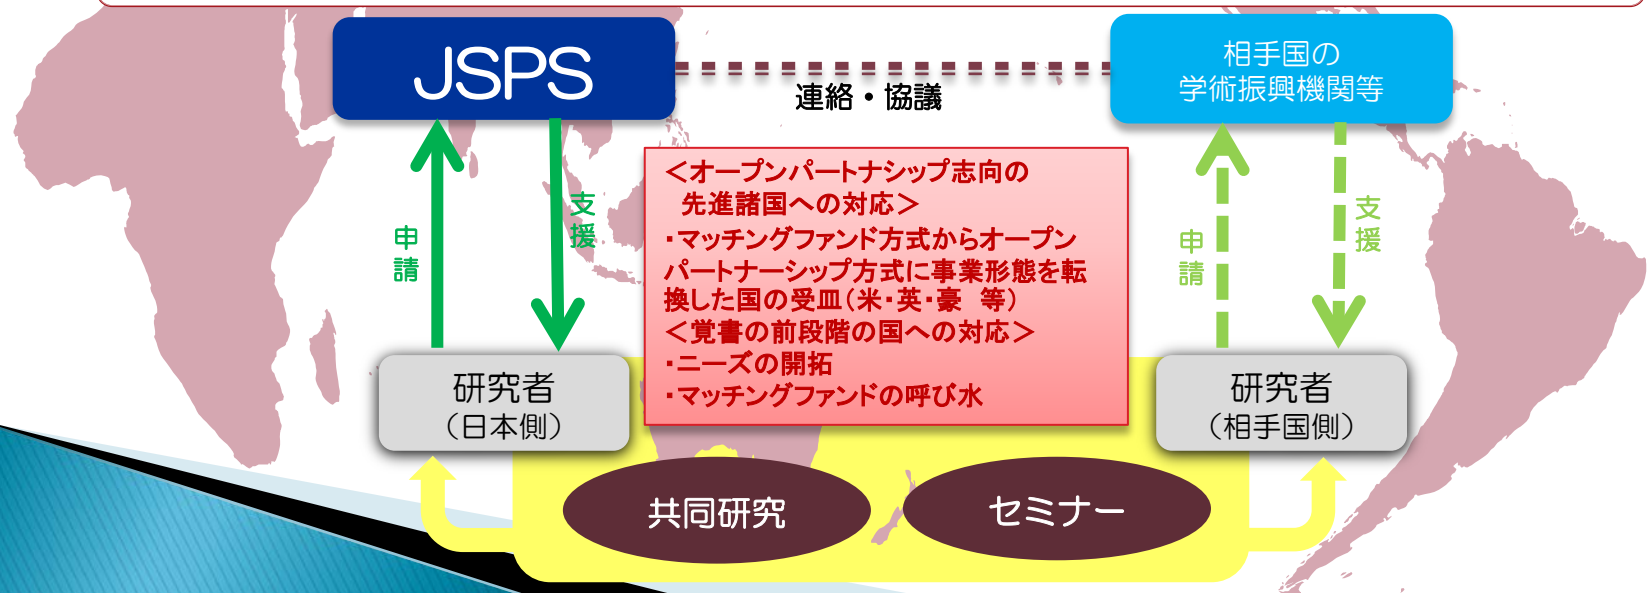 JSPS
連絡・協議
相手国の
学術振興機関等
申請
支援
<オープンパートナシップ志向の
先進諸国への対応>
・マッチングファンド方式からオープン
パートナーシップ方式に事業形態を転
換した国の受皿（米・英・豪　等）
<覚書の前段階の国への対応>
・ニーズの開拓
・マッチングファンドの呼び水
申請
支援
研究者
（日本側）
研究者
（相手国側）
共同研究
セミナー